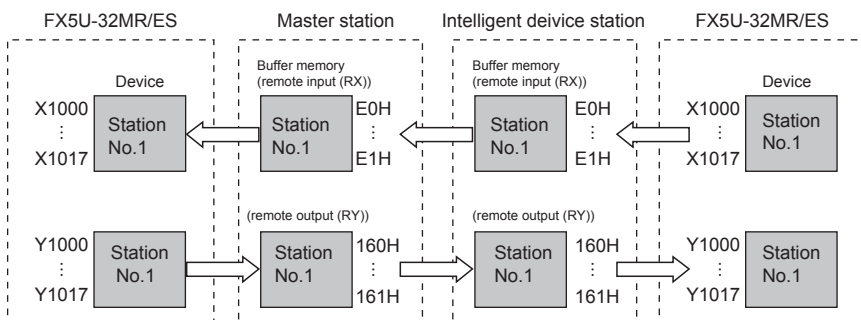 FX5U-32MR/ES
Master station
Intelligent deivice station
FX5U-32MR/ES
Device
Buffer memory
(remote input (RX))
Buffer memory
(remote input (RX))
Device
X1000
⋮
X1017
Station
No.1
Station
No.1
E0H
⋮
E1H
Station
No.1
E0H
⋮
E1H
X1000
⋮
X1017
Station
No.1
(remote output (RY))
(remote output (RY))
Y1000
⋮
Y1017
Station
No.1
Station
No.1
160H
⋮
161H
Station
No.1
160H
⋮
161H
Y1000
⋮
Y1017
Station
No.1